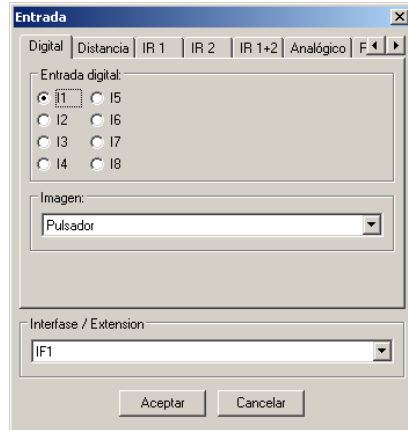 Entrada
Digital Distancia IR 1 IR 2 IR 1+2 Analógico F
Entrada digital:
I1 I5
I2 I6
I3 I7
I4 I8
Imagen:
Pulsador
Interfase / Extension
IF1
Aceptar Cancelar